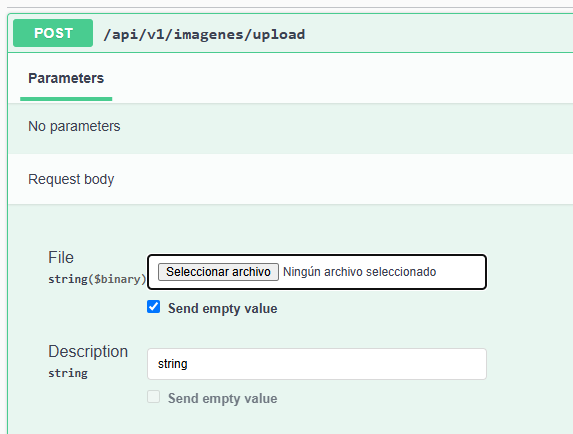 POST /api/v1/imagenes/upload
Parameters
No parameters
Request body
File
string($binary)
Seleccionar archivo Ningún archivo seleccionado
Send empty value
Description
string
string
Send empty value